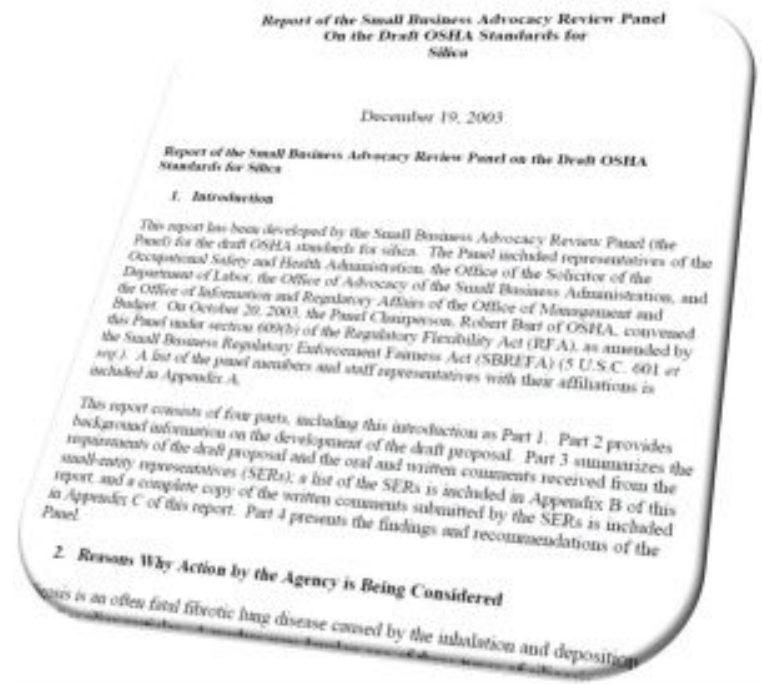 Report of the Small Business Advocacy Review Panel
On the Draft OSHA Standards for
Silica
December 19, 2003
Report of the Small Business Advocacy Review Panel on the Draft OSHA
Standards for Silica
1. Introduction
This report has been developed by the Small Business Advocacy Review Panel (the
Panel) for the draft OSHA standards for silica. The Panel included representatives of the
Occupational Safety and Health Administration, the Office of the Solicitor of the
Department of Labor, the Office of Advocacy of the Small Business Administration, and
the Office of Information and Regulatory Affairs of the Office of Management and
Budget. On October 20, 2003, the Panel Chairperson, Robert Burt of OSHA, convened
this Panel under section 609(b) of the Regulatory Flexibility Act (RFA), as amended by
the Small Business Regulatory Enforcement Fairness Act (SBREFA) (5 U.S.C. 601 et
seq.). A list of the panel members and staff representatives with their affiliations is
included in Appendix A.
This report consists of four parts, including this introduction as Part 1. Part 2 provides
background information on the development of the draft proposal. Part 3 summarizes the
requirements of the draft proposal and the oral and written comments received from the
small-entity representatives (SERs); a list of the SERs is included in Appendix B of this
report, and a complete copy of the written comments submitted by the SERs is included
in Appendix C of this report. Part 4 presents the findings and recommendations of the
Panel.
2. Reasons Why Action by the Agency is Being Considered
is an often fatal fibrotic lung disease caused by the inhalation and deposition